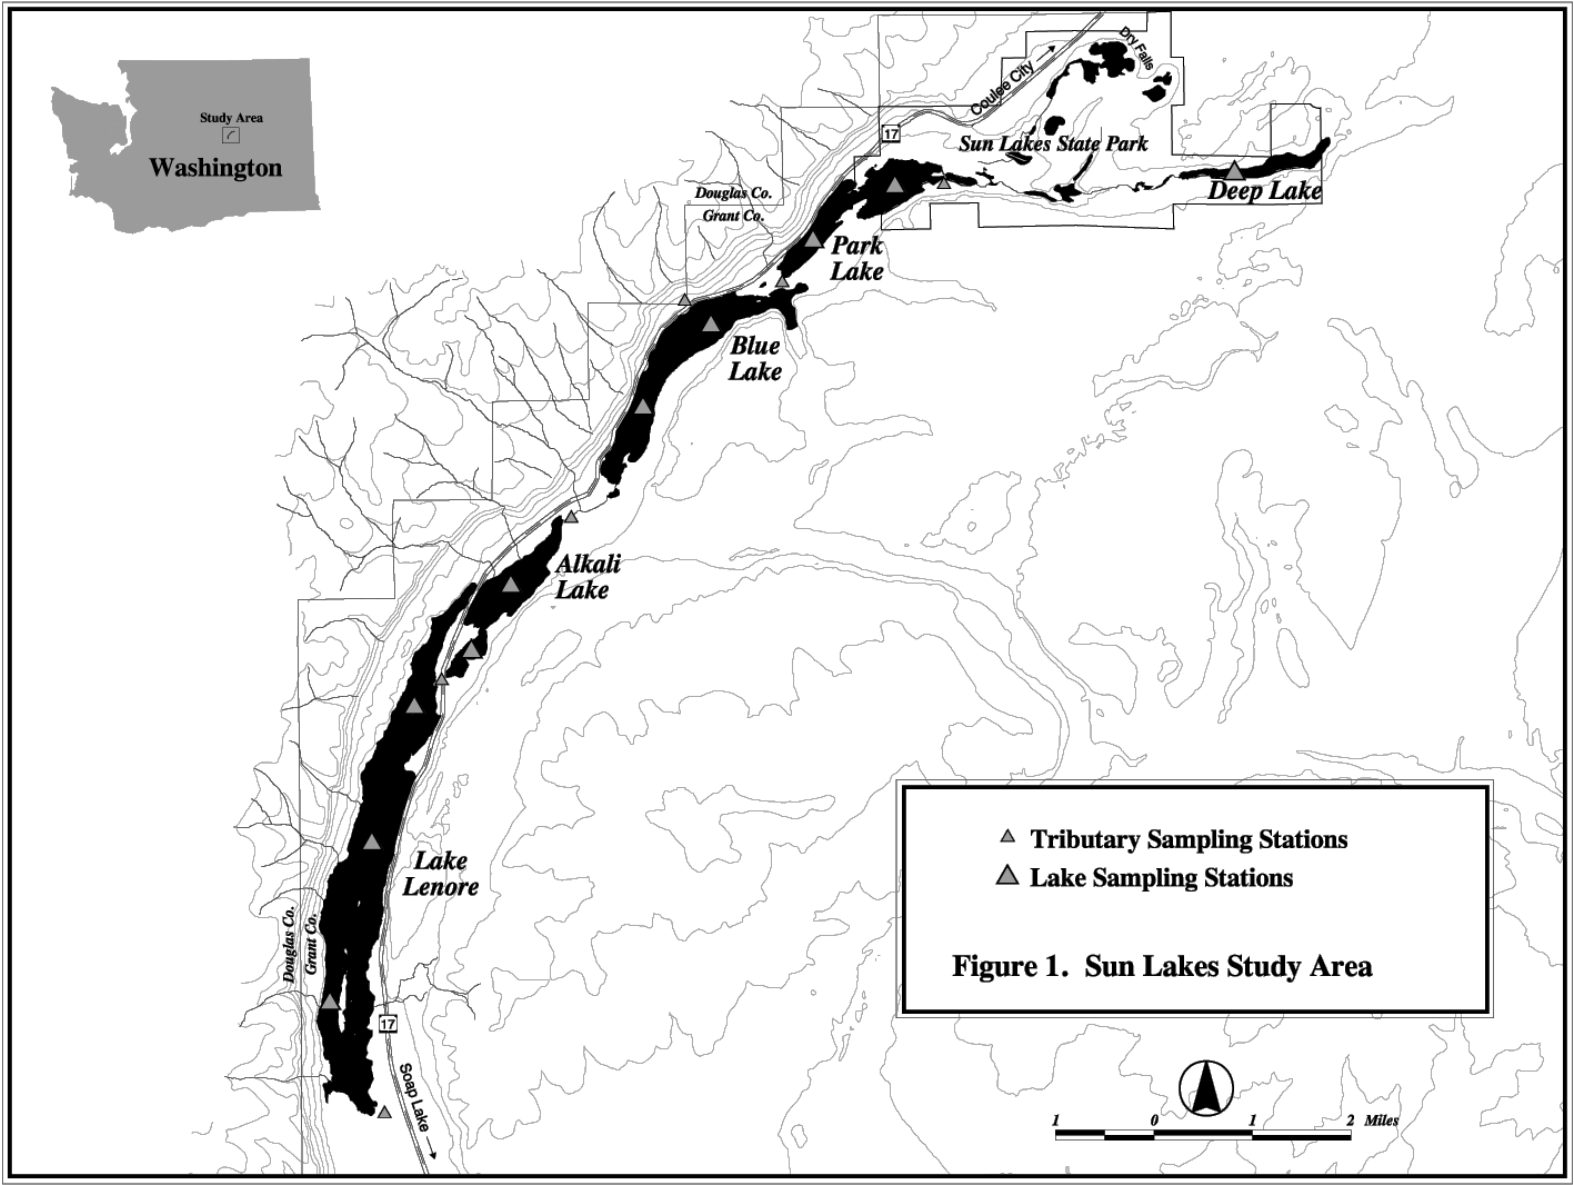 Dry Falls
Coulee City
Study Area
17
Washington
Sun Lakes State Park
Deep Lake
Douglas Co.
Grant Co.
Park
Lake
Blue
Lake
Alkali
Lake
Lake
Lenore
Tributary Sampling Stations
Lake Sampling Stations
Douglas Co.
Grant Co.
Figure 1. Sun Lakes Study Area
17
Soap Lake
1 0 1 2 Miles